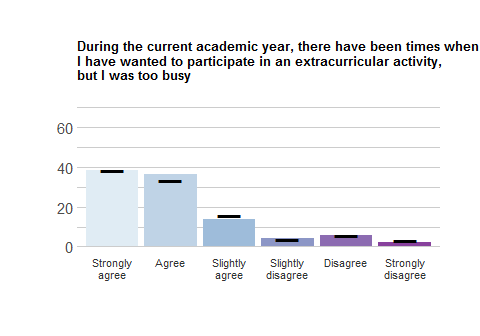 During the current academic year, there have been times when
I have wanted to participate in an extracurricular activity,
but I was too busy
60
40
20
0
Strongly agree
Agree
Slightly agree
Slightly disagree
Disagree
Strongly disagree